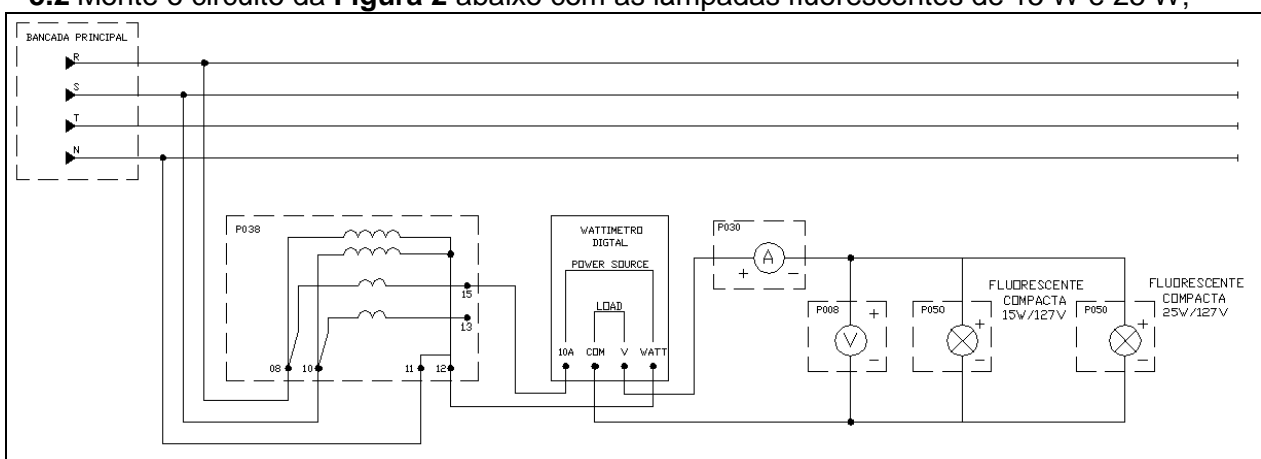 3.2 Monte o circuito da Figura 2 abaixo com as lâmpadas fluorescentes de 15 W e 25 W;
BANCADA PRINCIPAL
R
S
T
N
P038
15
13
08
10
11
12
WATTIMETRO
DIGTAL
POWER SOURCE
LOAD
10A COM V WATT
P030
A
+ -
P008
+
V
-
P050
+
-
FLUORESCENTE
COMPACTA
15W/127V
P050
+
-
FLUORESCENTE
COMPACTA
25W/127V